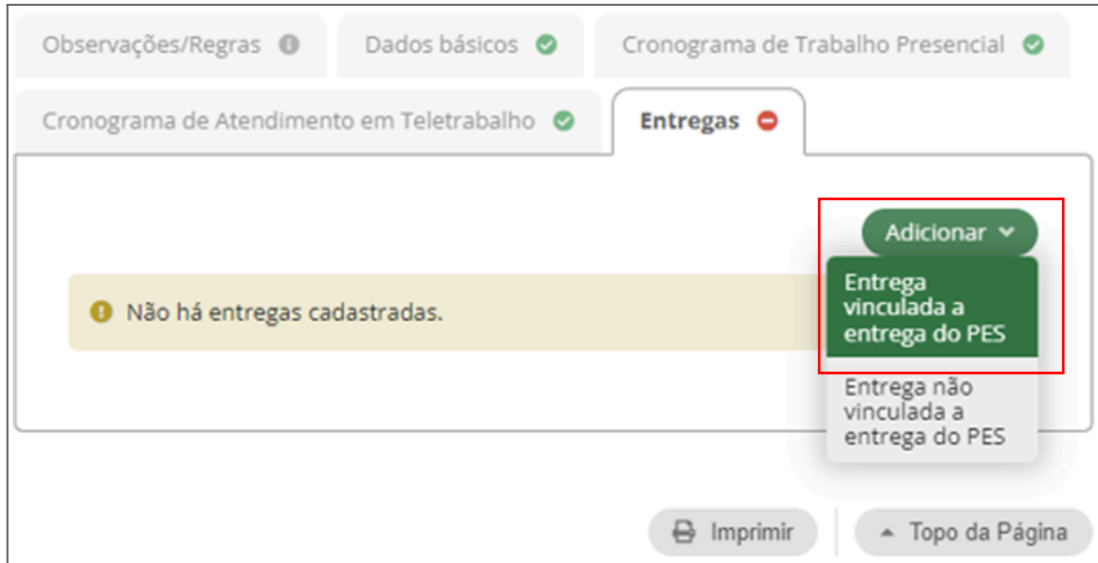 Observações/Regras
Dados básicos
Cronograma de Trabalho Presencial
Cronograma de Atendimento em Teletrabalho
Entregas
Adicionar
Não há entregas cadastradas.
Entrega
vinculada a
entrega do PES
Entrega não
vinculada a
entrega do PES
Imprimir
Topo da Página